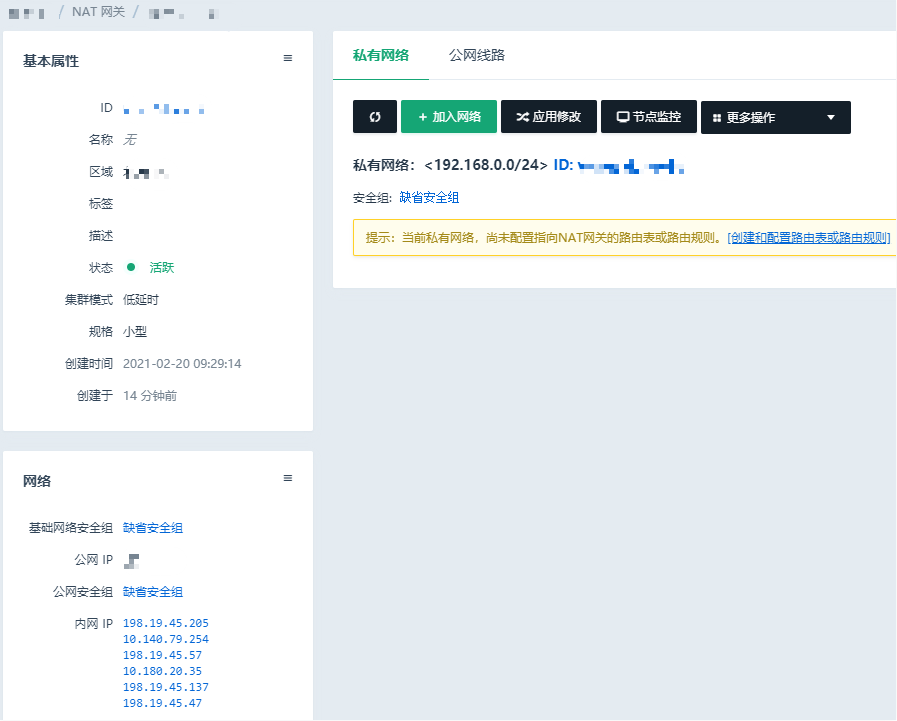 / NAT 网关 /
基本属性
ID
名称 无
区域
标签
描述
状态 活跃
集群模式 低延时
规格 小型
创建时间 2021-02-20 09:29:14
创建于 14 分钟前
网络
基础网络安全组 缺省安全组
公网 IP
公网安全组 缺省安全组
内网 IP 198.19.45.205
10.140.79.254
198.19.45.57
10.180.20.35
198.19.45.137
198.19.45.47
私有网络 公网线路
+ 加入网络 应用修改 节点监控 更多操作
私有网络：<192.168.0.0/24> ID:
安全组: 缺省安全组
提示：当前私有网络，尚未配置指向NAT网关的路由表或路由规则。[创建和配置路由表或路由规则]